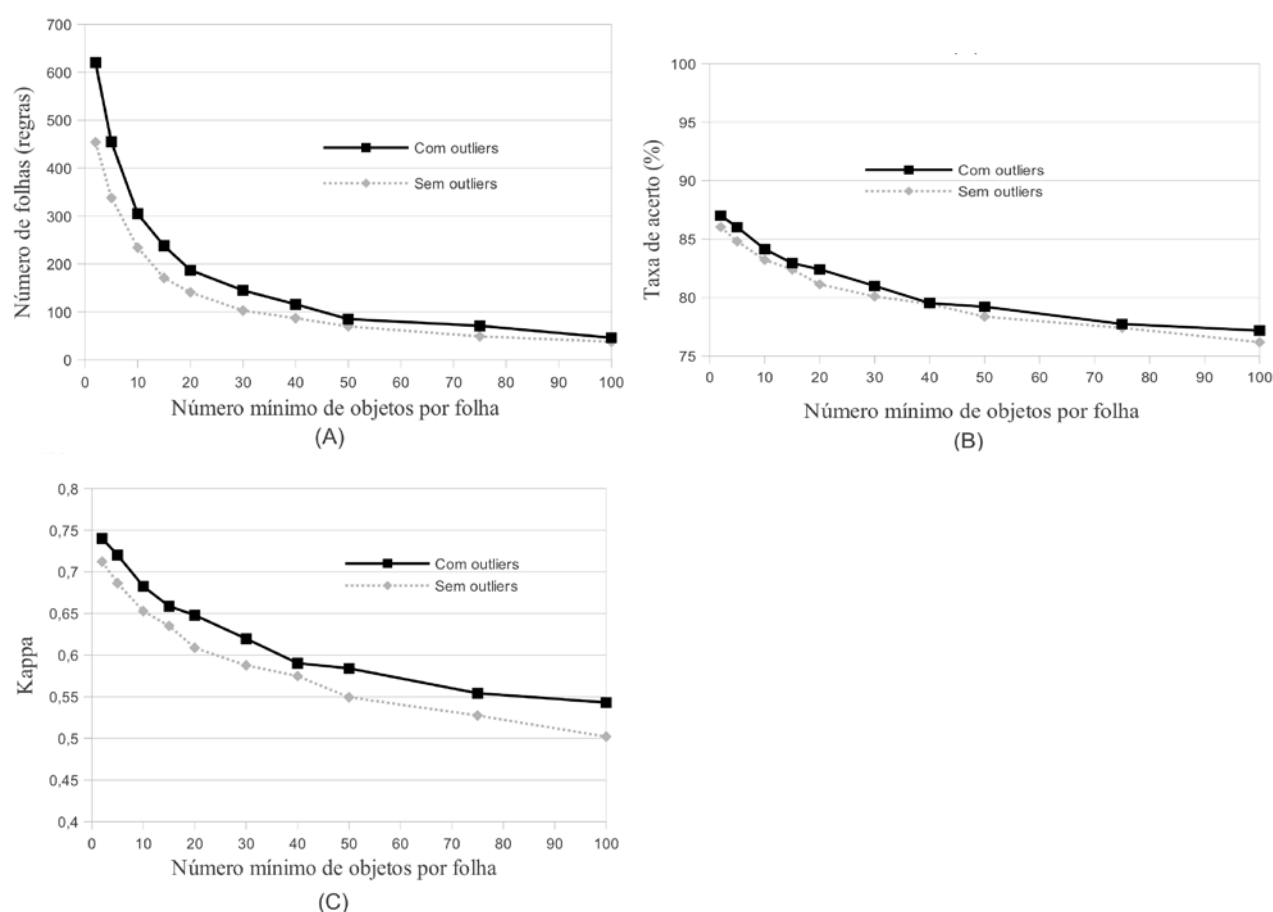 700
600
500
400
300
200
100
0
Número de folhas (regras)
Com outliers
Sem outliers
0 10 20 30 40 50 60 70 80 90 100
Número mínimo de objetos por folha
(A)
100
95
90
85
80
75
Taxa de acerto (%)
Com outliers
Sem outliers
0 10 20 30 40 50 60 70 80 90 100
Número mínimo de objetos por folha
(B)
0,8
0,75
0,7
0,65
0,6
0,55
0,5
0,45
0,4
Kappa
Com outliers
Sem outliers
0 10 20 30 40 50 60 70 80 90 100
Número mínimo de objetos por folha
(C)